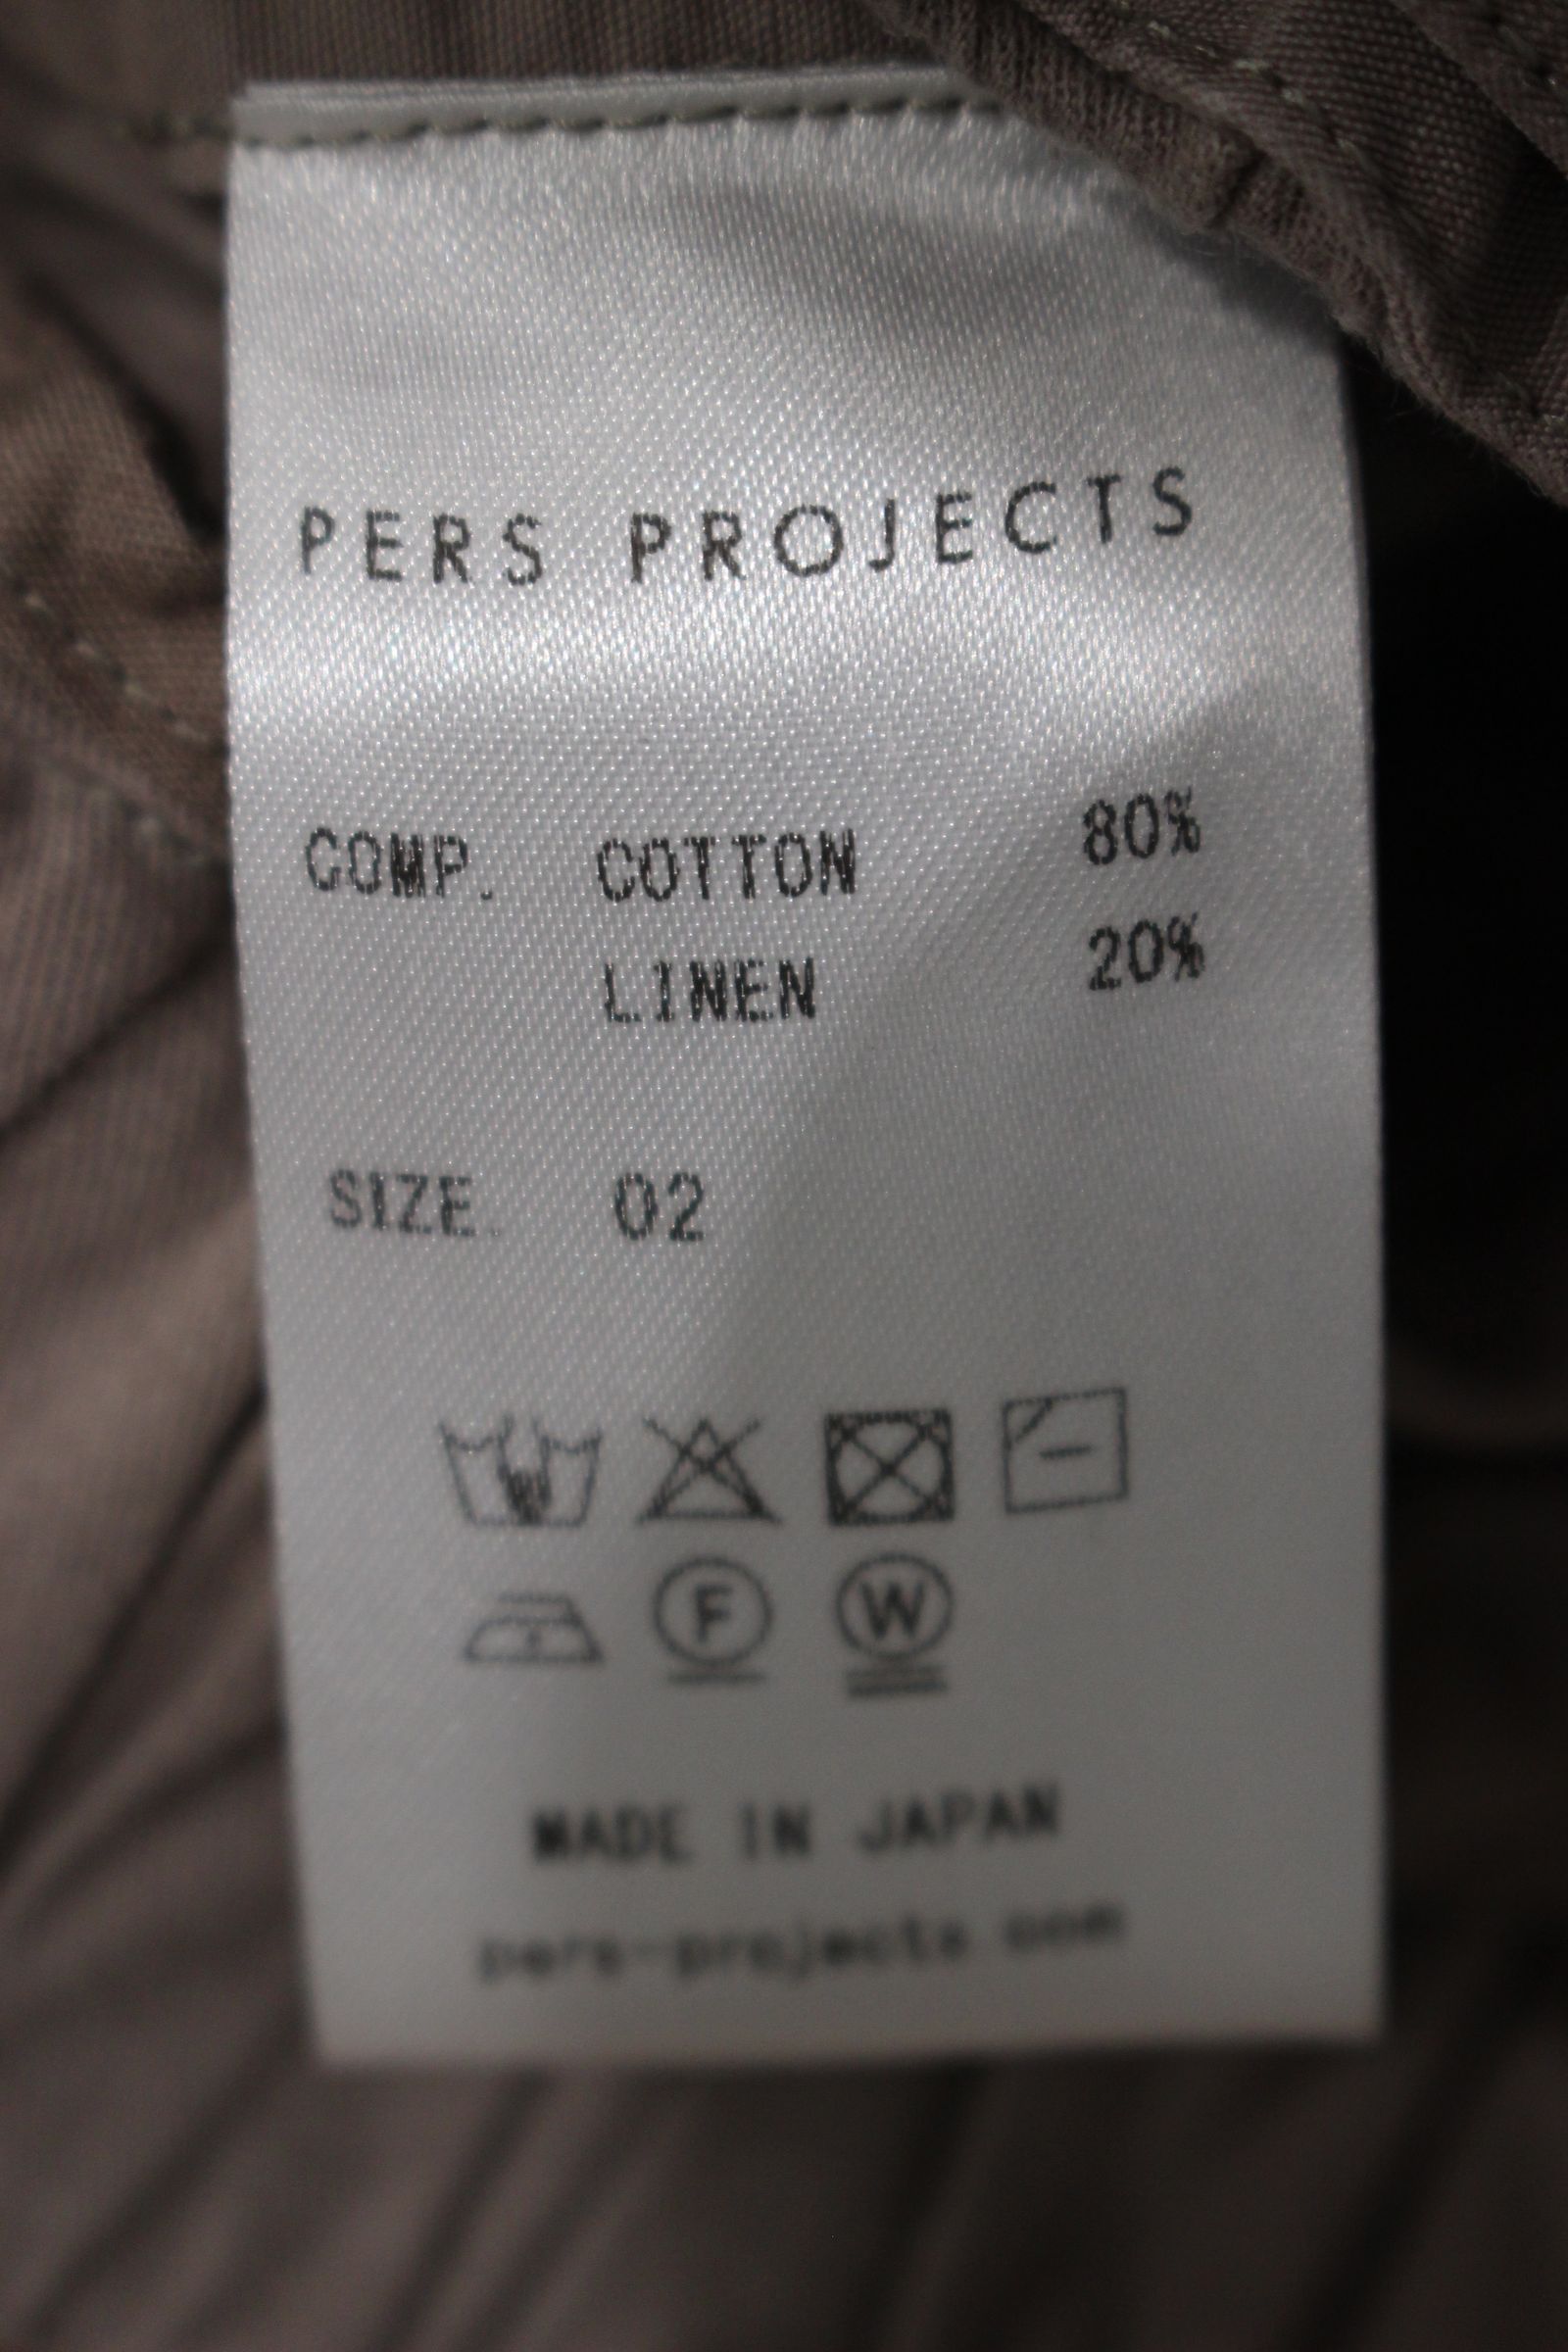 PERS PROJECTS
COMP. COTTON 80%
LINEN 20%
SIZE. 02
F W
MADE IN JAPAN
pers-projects.com